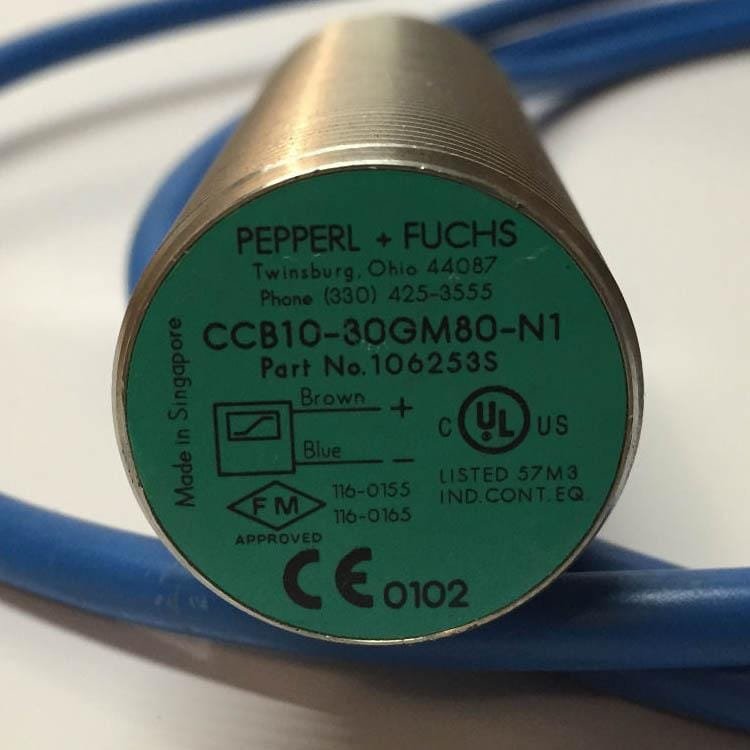 PEPPERL + FUCHS
Twinsburg, Ohio 44087
Phone (330) 425-3555
CCB10-30GM80-N1
Part No. 106253S
Made in Singapore
Brown +
Blue -
C UL US
LISTED 57M3
IND.CONT.EQ.
FM
APPROVED
116-0155
116-0165
CE 0102